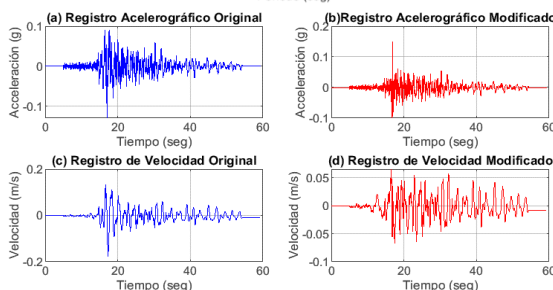 (a) Registro Acelerográfico Original
Aceleración (g)
0.1
0
-0.1
0 20 40 60
Tiempo (seg)
(b)Registro Acelerográfico Modificado
Aceleración (g)
0.2
0.1
0
-0.1
0 20 40 60
Tiempo (seg)
(c) Registro de Velocidad Original
Velocidad (m/s)
0.2
0
-0.2
0 20 40 60
Tiempo (seg)
(d) Registro de Velocidad Modificado
Velocidad (m/s)
0.05
0
-0.05
-0.1
0 20 40 60
Tiempo (seg)